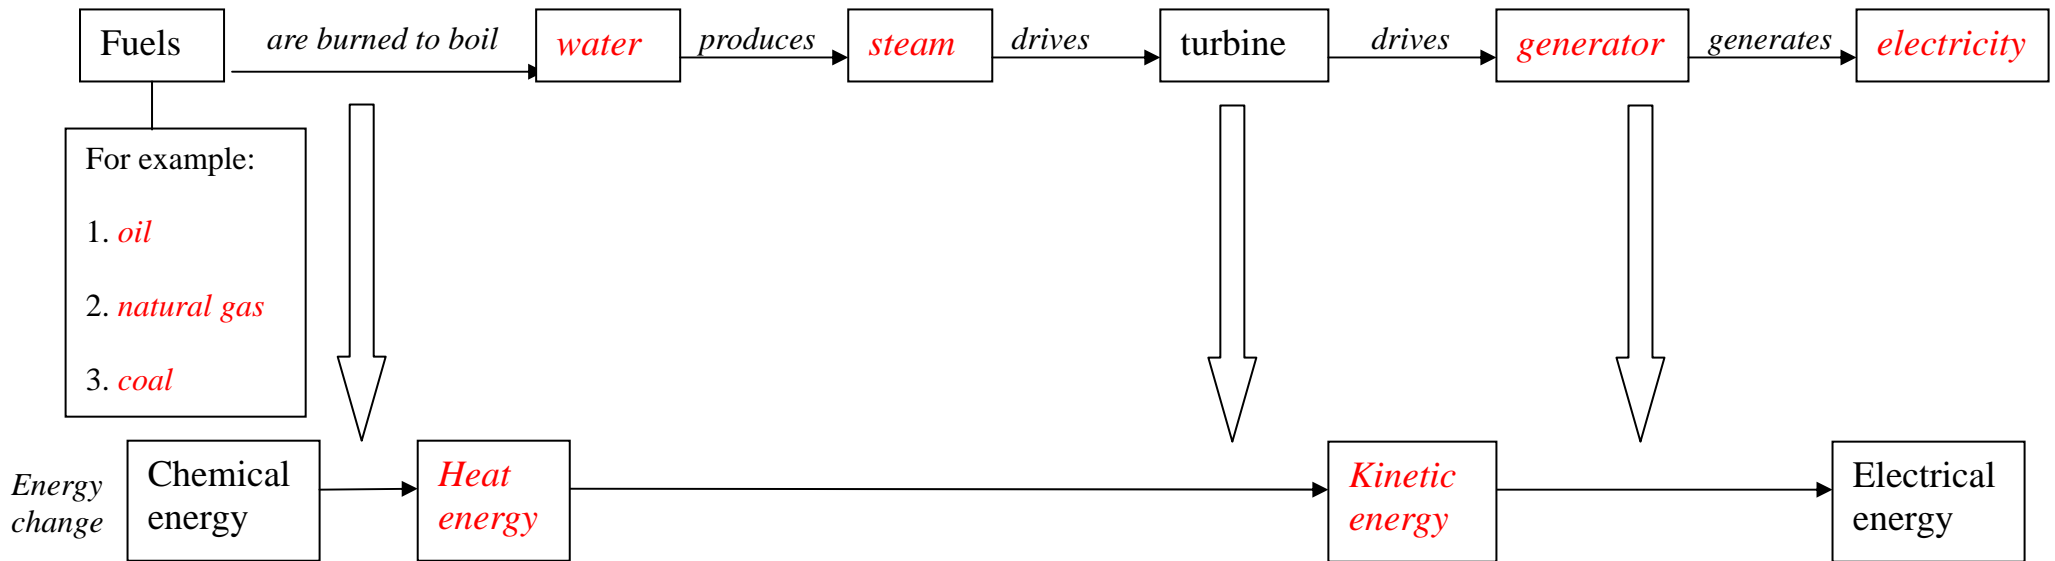 Fuels
are burned to boil
water
produces
steam
drives
turbine
drives
generator
generates
electricity
For example:
1. oil
2. natural gas
3. coal
Energy
change
Chemical
energy
Heat
energy
Kinetic
energy
Electrical
energy